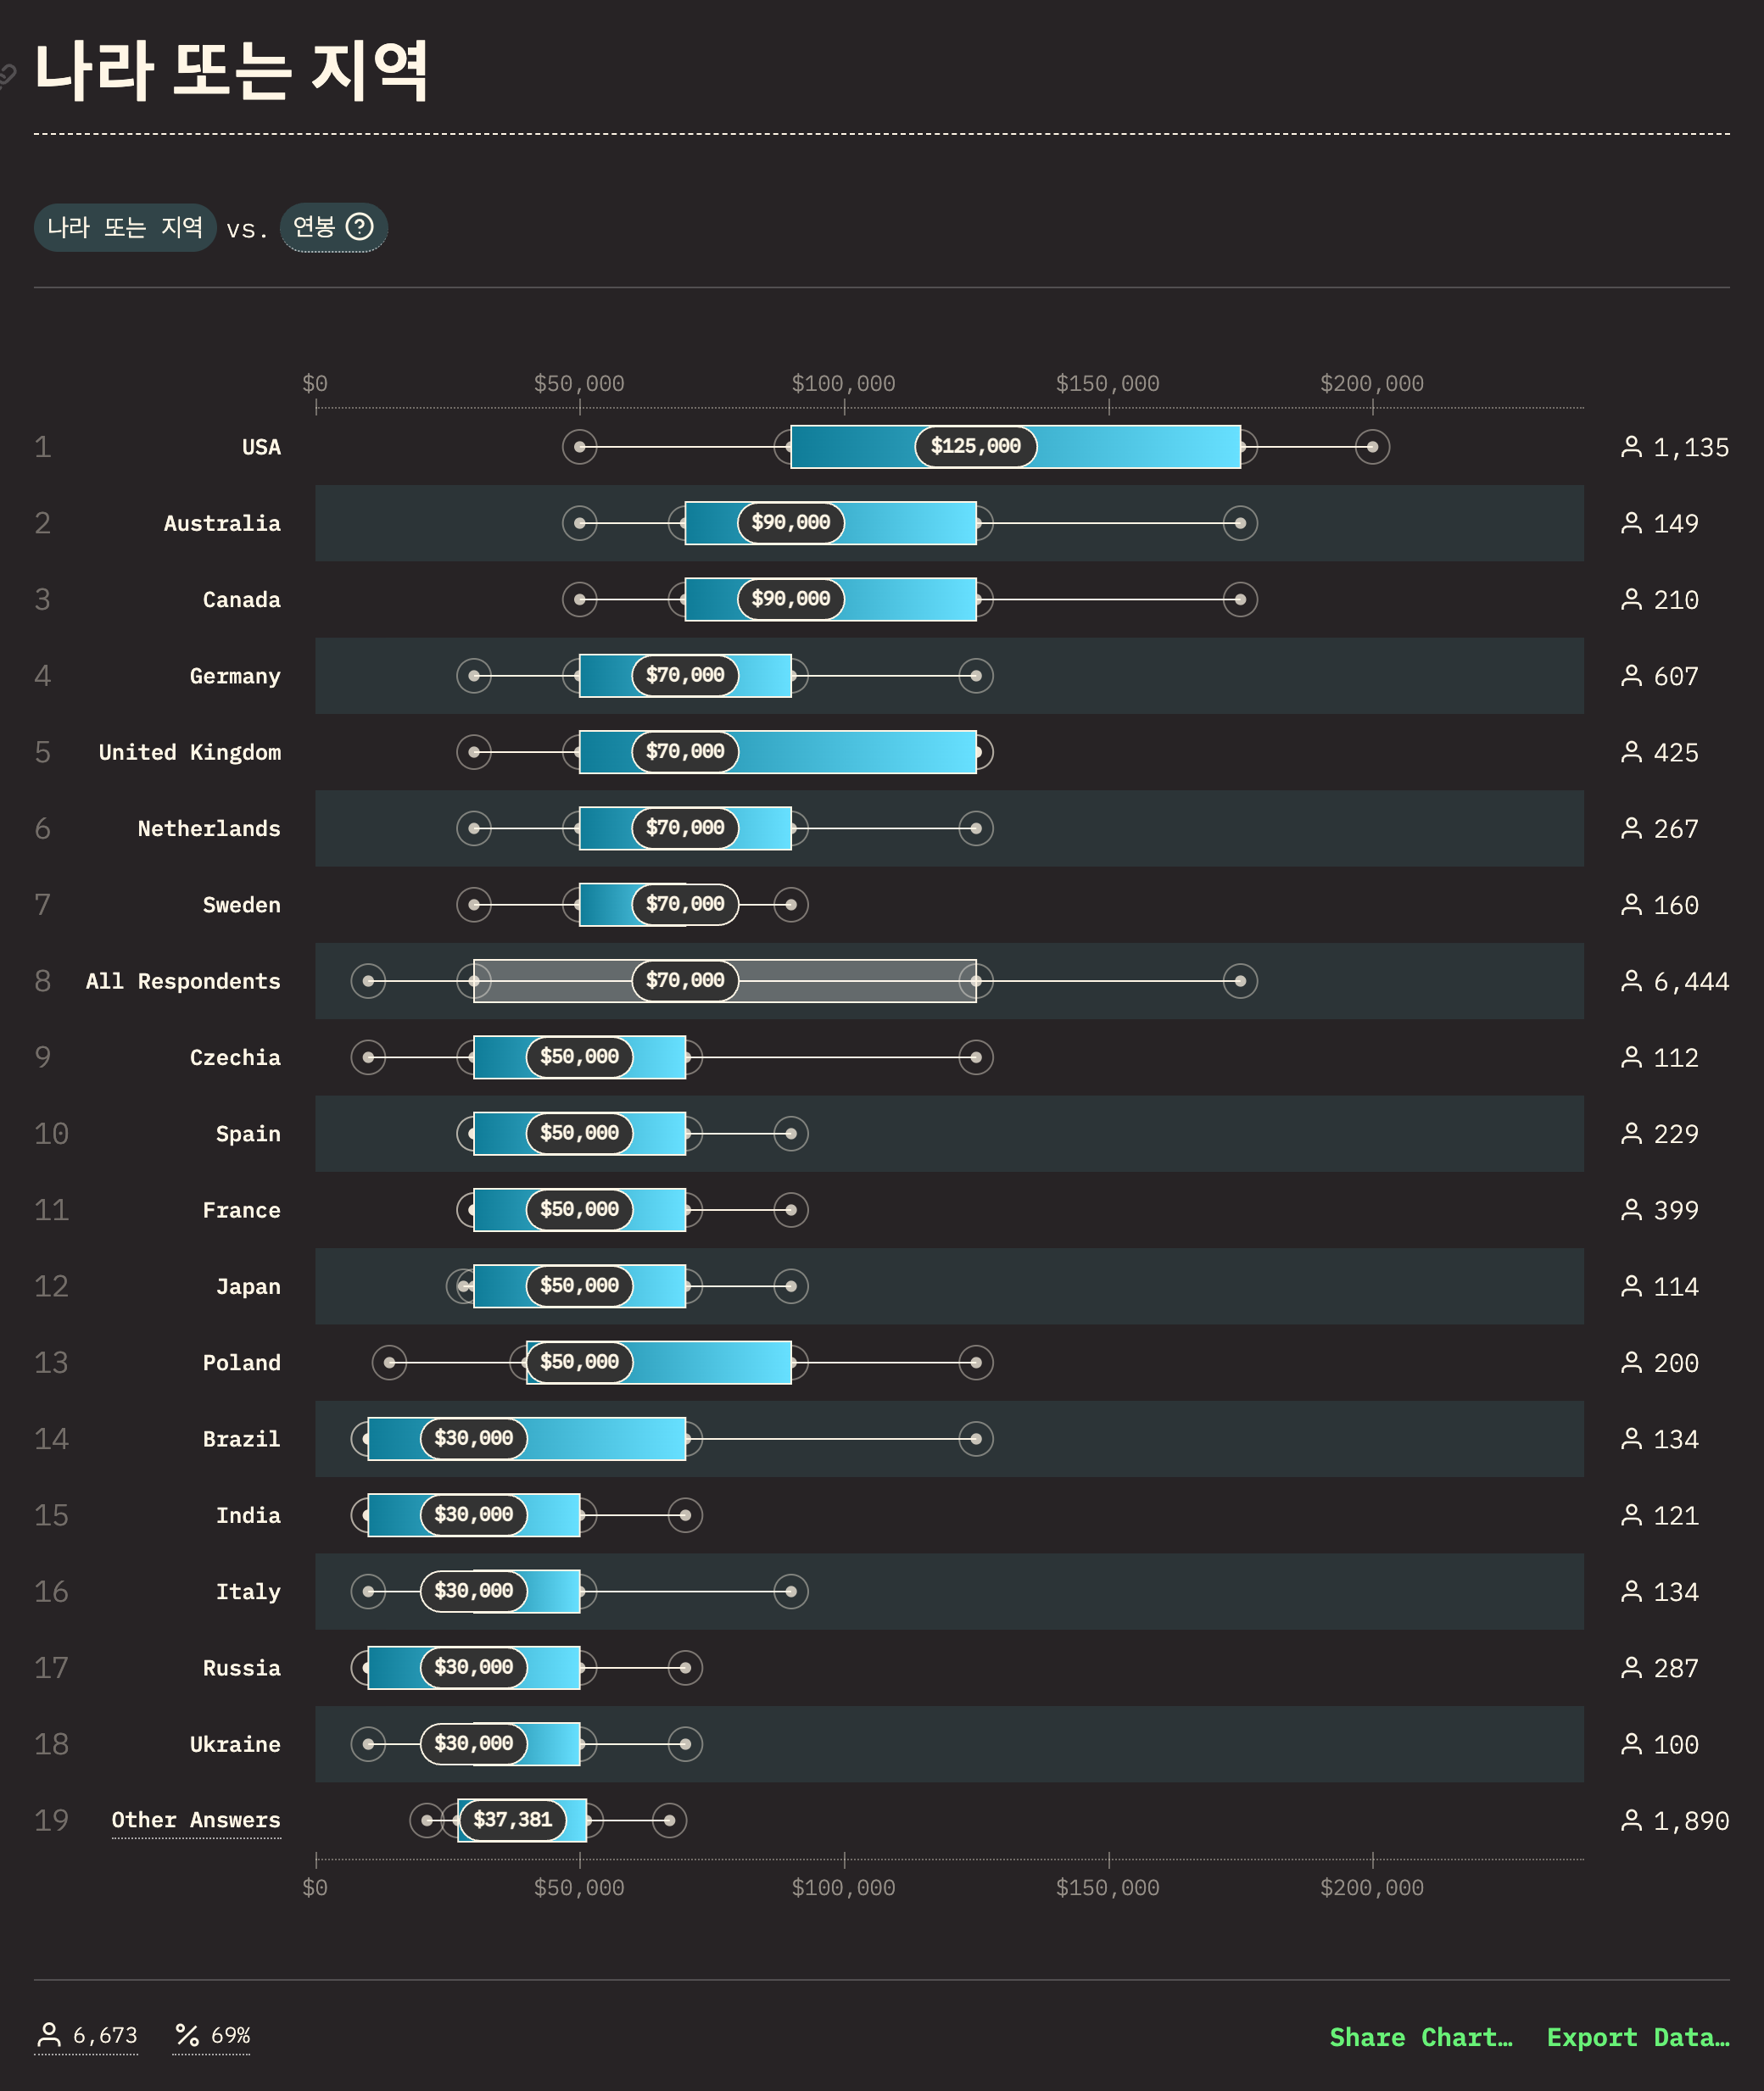 나라 또는 지역
나라 또는 지역 vs. 연봉 ?
$0 $50,000 $100,000 $150,000 $200,000
1 USA $125,000 1,135
2 Australia $90,000 149
3 Canada $90,000 210
4 Germany $70,000 607
5 United Kingdom $70,000 425
6 Netherlands $70,000 267
7 Sweden $70,000 160
8 All Respondents $70,000 6,444
9 Czechia $50,000 112
10 Spain $50,000 229
11 France $50,000 399
12 Japan $50,000 114
13 Poland $50,000 200
14 Brazil $30,000 134
15 India $30,000 121
16 Italy $30,000 134
17 Russia $30,000 287
18 Ukraine $30,000 100
19 Other Answers $37,381 1,890
$0 $50,000 $100,000 $150,000 $200,000
6,673 % 69% Share Chart… Export Data…